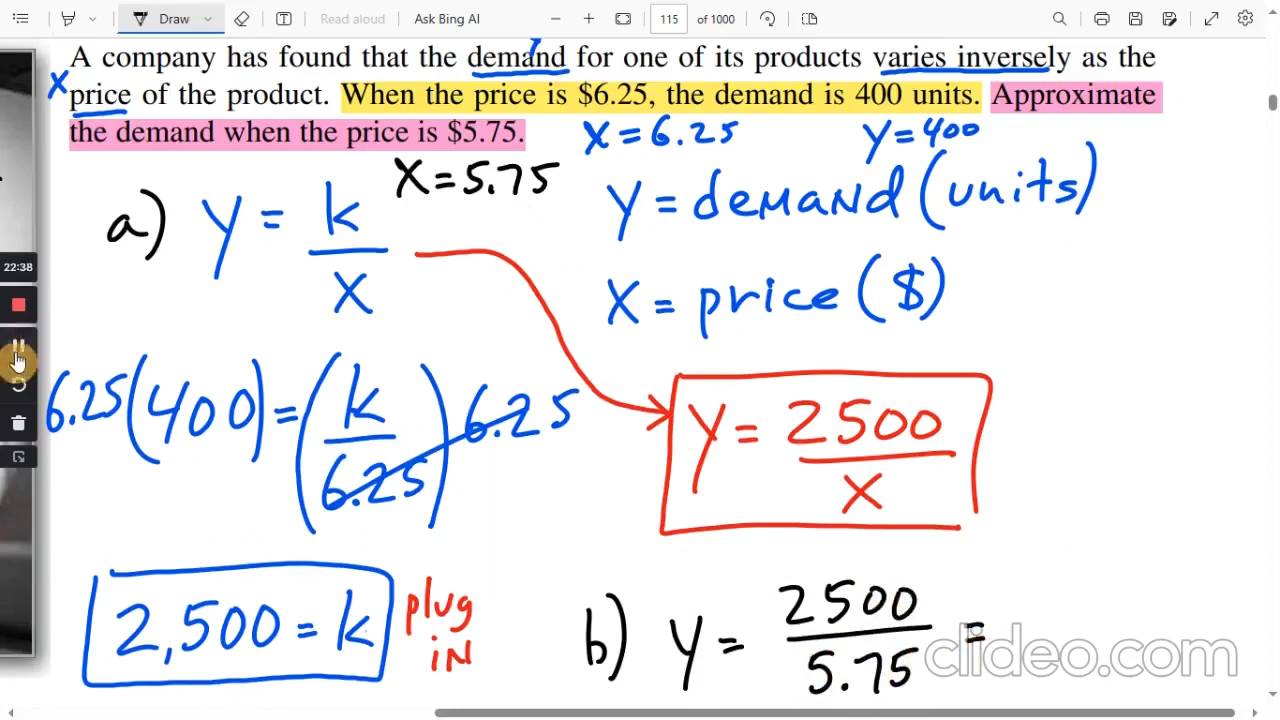 Draw
Read aloud
Ask Bing AI
115
of 1000
A company has found that the demand for one of its products varies inversely as the
x
price of the product. When the price is $6.25, the demand is 400 units. Approximate
the demand when the price is $5.75.
x = 6.25
y = 400
x = 5.75
a) y = k/x
y = demand (units)
x = price ($)
22:38
6.25(400) = (k/6.25) 6.25
y = 2500/x
2,500 = k
plug
in
b) y = 2500/5.75 =
clideo.com